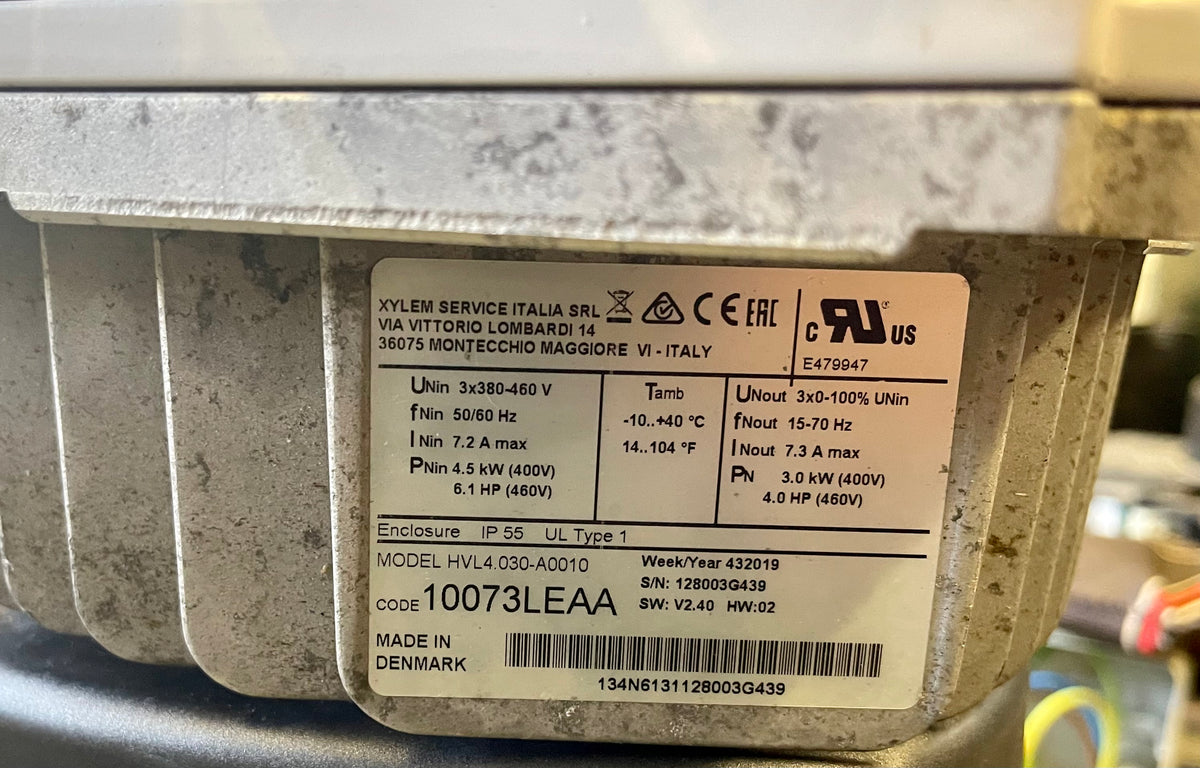 XYLEM SERVICE ITALIA SRL
VIA VITTORIO LOMBARDI 14
36075 MONTECCHIO MAGGIORE VI - ITALY
CE EAC
c RU ® US
E479947
UNin 3x380-460 V
fNin 50/60 Hz
INin 7.2 A max
PNin 4.5 kW (400V)
6.1 HP (460V)
Tamb
-10..+40 °C
14..104 °F
UNout 3x0-100% UNin
fNout 15-70 Hz
INout 7.3 A max
PN 3.0 kW (400V)
4.0 HP (460V)
Enclosure IP 55 UL Type 1
MODEL HVL4.030-A0010
CODE 10073LEAA
Week/Year 432019
S/N: 128003G439
SW: V2.40 HW:02
MADE IN
DENMARK
134N6131128003G439